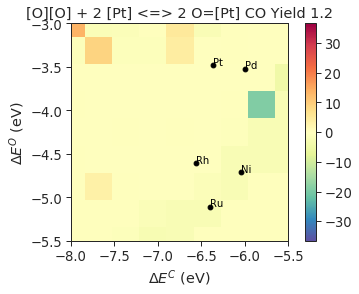 [O][O] + 2 [Pt] <=> 2 O=[Pt] CO Yield 1.2
−3.0
−3.5
−4.0
−4.5
−5.0
−5.5
ΔE^O (eV)
Pt
Pd
Rh
Ni
Ru
−8.0 −7.5 −7.0 −6.5 −6.0 −5.5
ΔE^C (eV)
30
20
10
0
−10
−20
−30